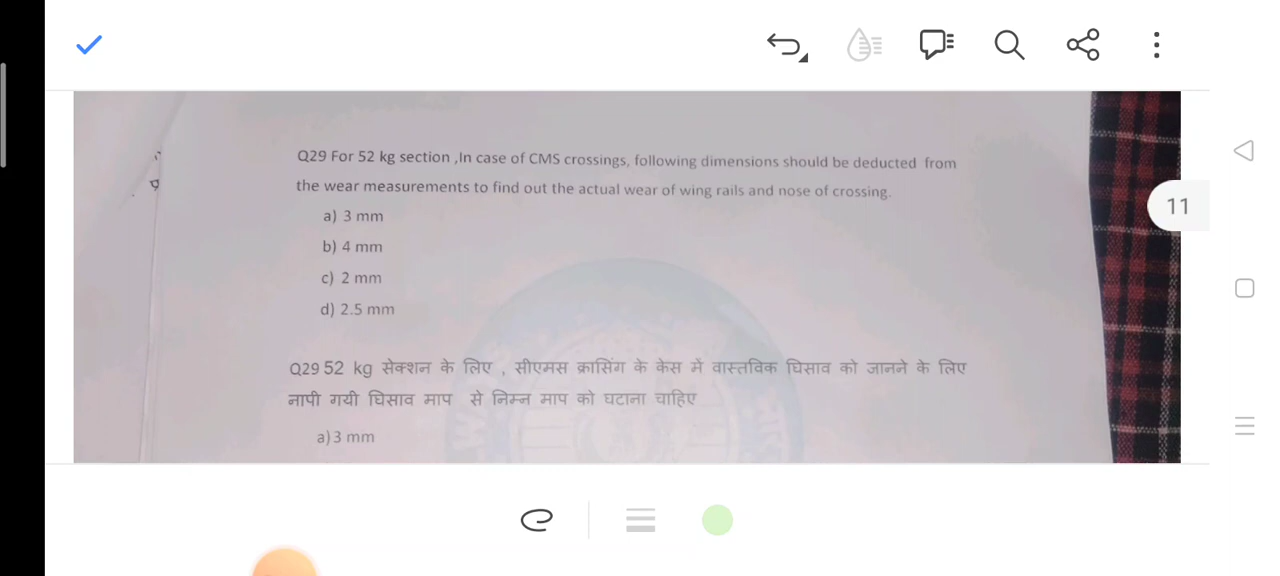 11
Q29 For 52 kg section ,In case of CMS crossings, following dimensions should be deducted from
the wear measurements to find out the actual wear of wing rails and nose of crossing.
a) 3 mm
b) 4 mm
c) 2 mm
d) 2.5 mm
Q29 52 kg सेक्शन के लिए , सीएमस क्रासिंग के केस में वास्तविक घिसाव को जानने के लिए
नापी गयी घिसाव माप से निम्न माप को घटाना चाहिए
a) 3 mm